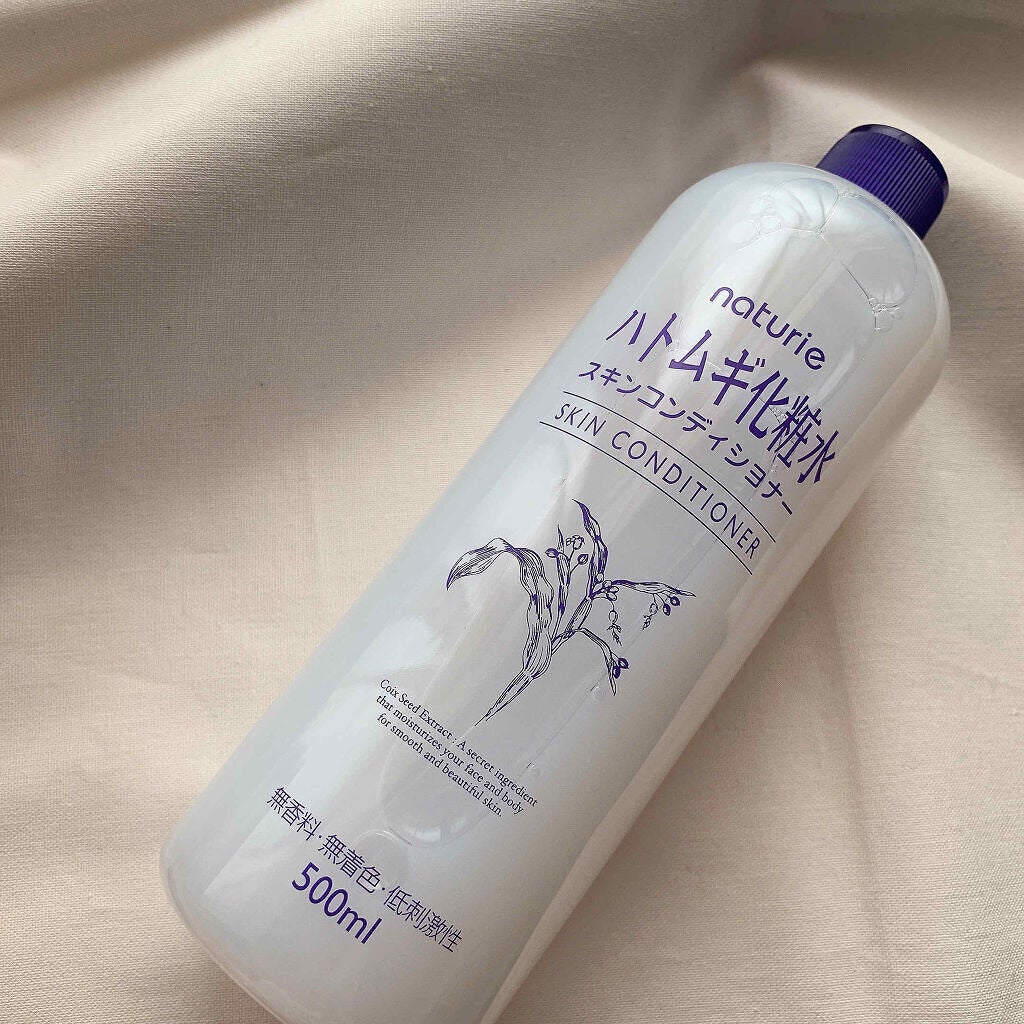 naturie
ハトムギ化粧水
スキンコンディショナー
SKIN CONDITIONER
Coix Seed Extract : A secret ingredient
that moisturizes your face and body
for smooth and beautiful skin.
無香料・無着色・低刺激性
500ml